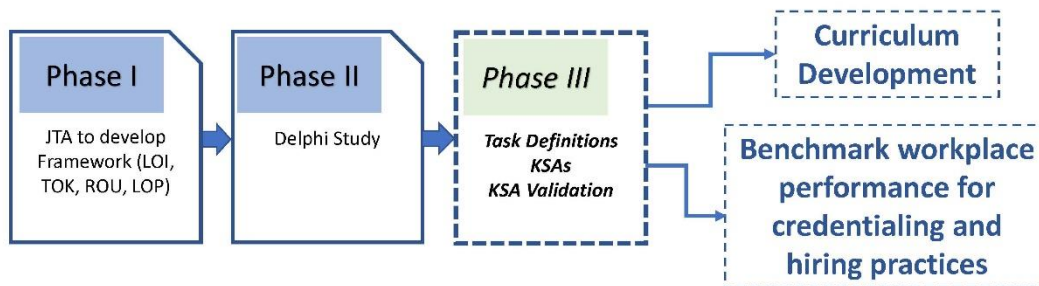 Phase I
JTA to develop
Framework (LOI,
TOK, ROU, LOP)
Phase II
Delphi Study
Phase III
Task Definitions
KSAs
KSA Validation
Curriculum
Development
Benchmark workplace
performance for
credentialing and
hiring practices